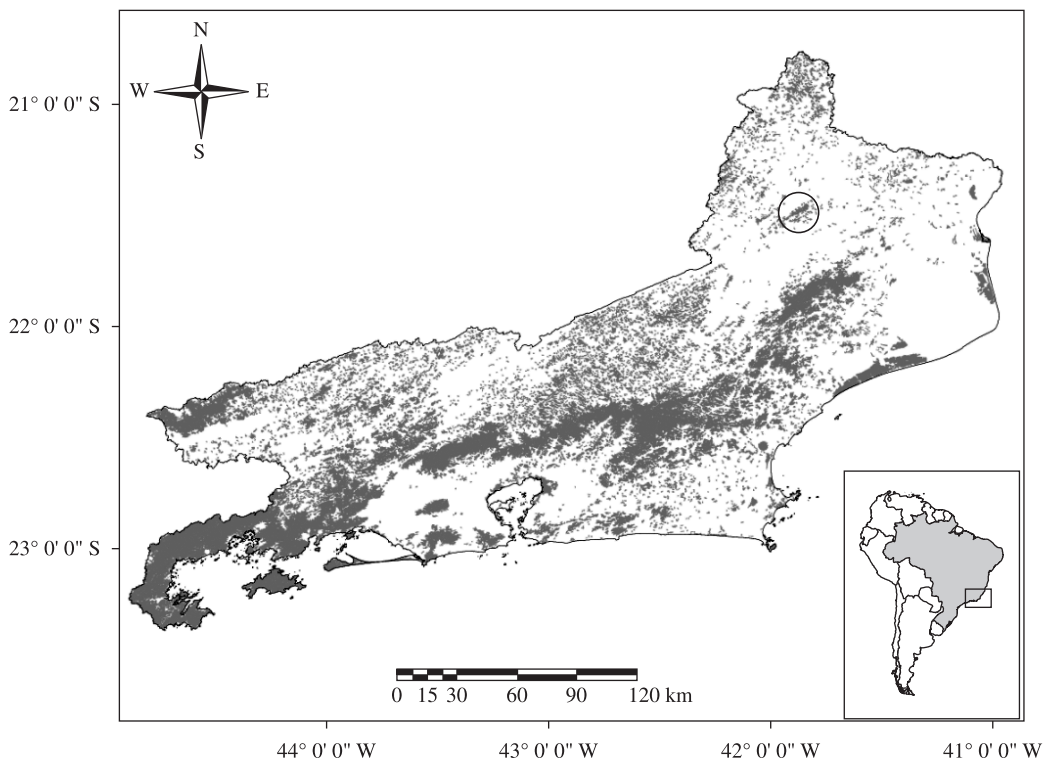 N
W E
S
21° 0' 0" S
22° 0' 0" S
23° 0' 0" S
0 15 30 60 90 120 km
44° 0' 0" W 43° 0' 0" W 42° 0' 0" W 41° 0' 0" W